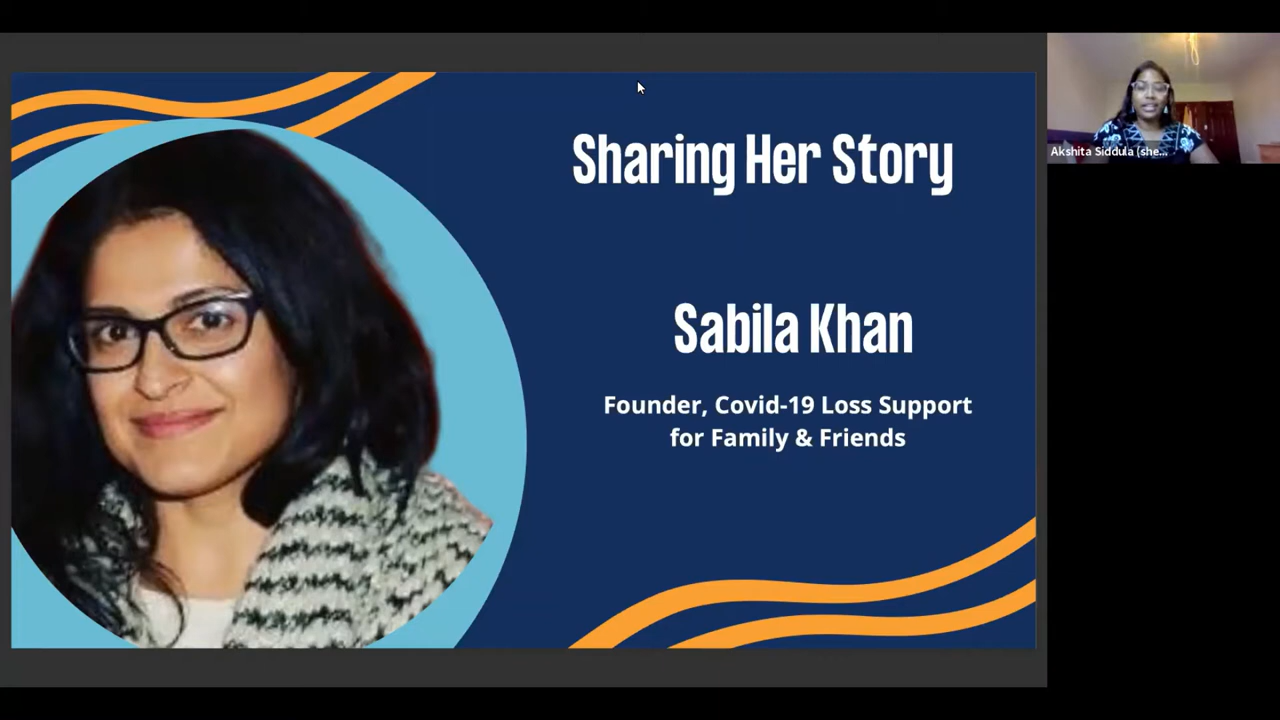 Sharing Her Story
Sabila Khan
Founder, Covid-19 Loss Support
for Family & Friends
Akshita Siddula (she...